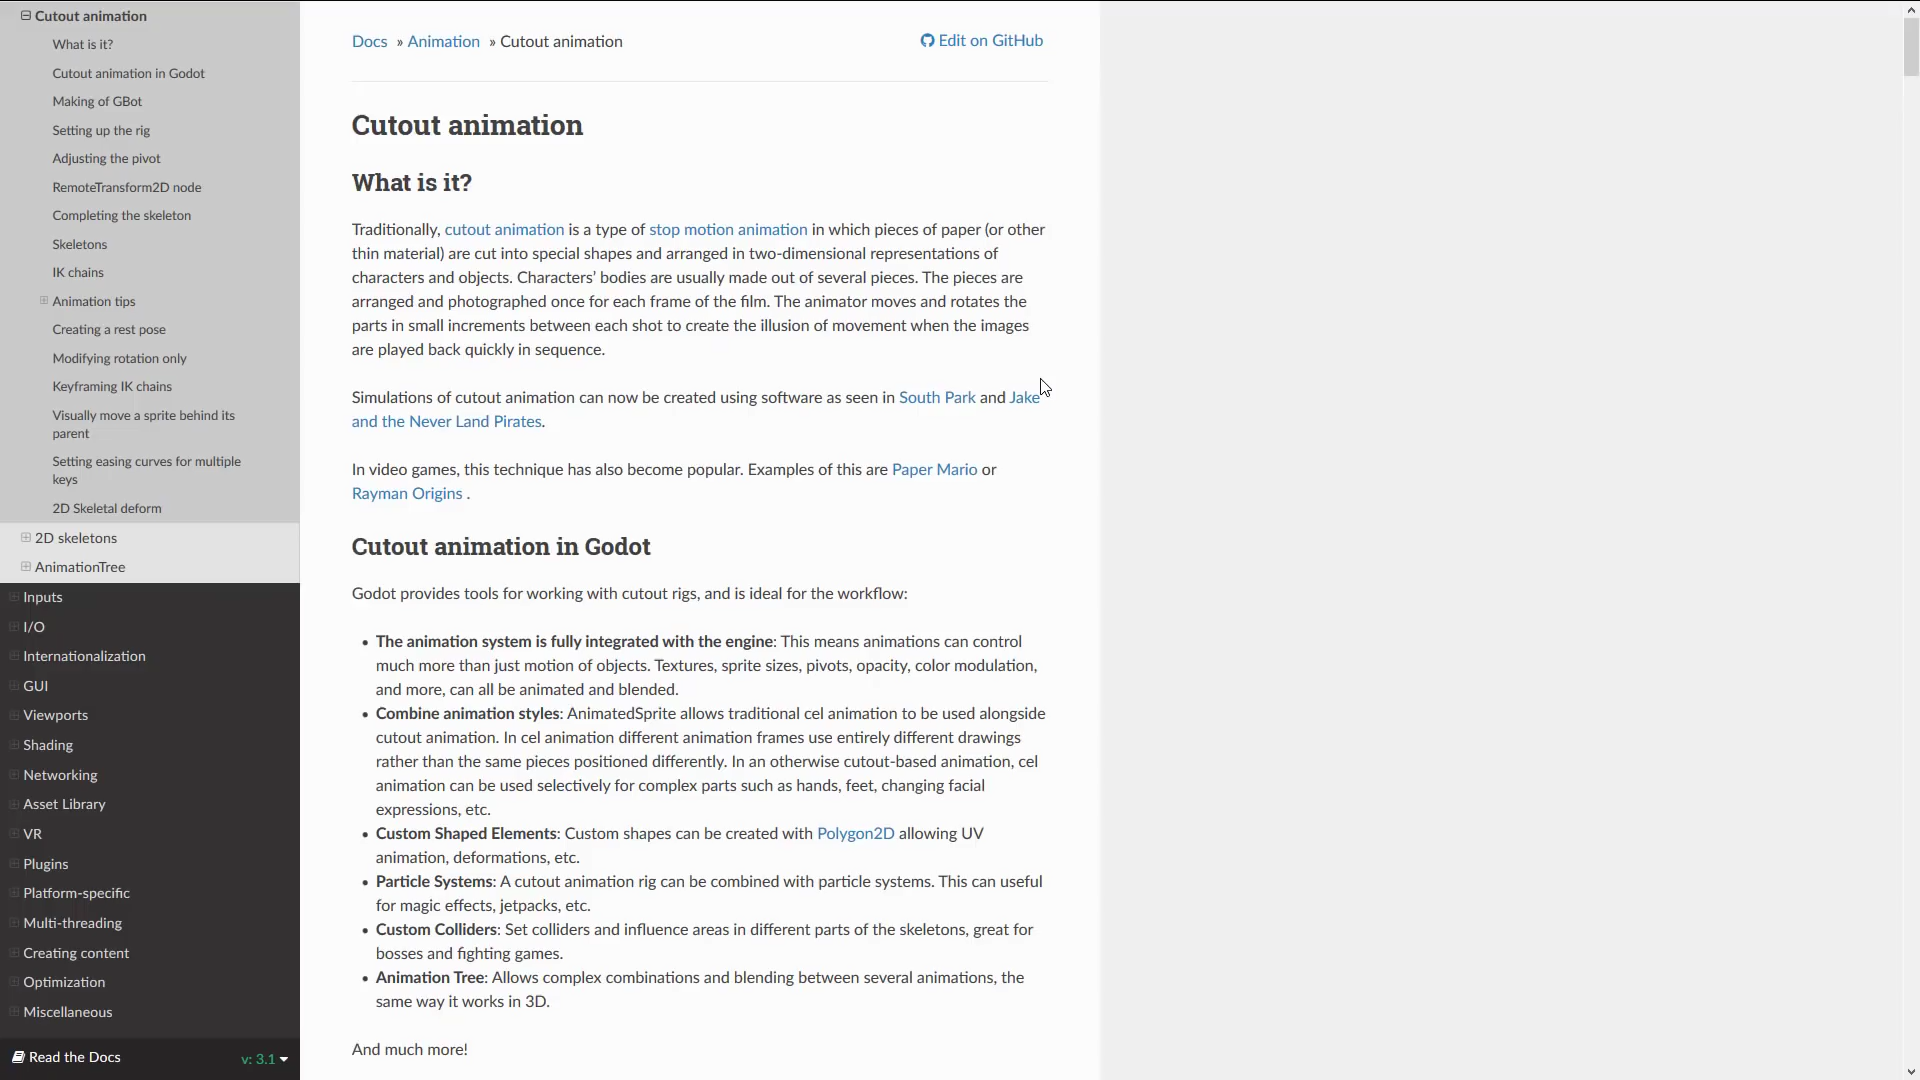 Cutout animation
What is it?
Cutout animation in Godot
Making of GBot
Setting up the rig
Adjusting the pivot
RemoteTransform2D node
Completing the skeleton
Skeletons
IK chains
Animation tips
Creating a rest pose
Modifying rotation only
Keyframing IK chains
Visually move a sprite behind its
parent
Setting easing curves for multiple
keys
2D Skeletal deform
2D skeletons
AnimationTree
Inputs
I/O
Internationalization
GUI
Viewports
Shading
Networking
Asset Library
VR
Plugins
Platform-specific
Multi-threading
Creating content
Optimization
Miscellaneous
Read the Docs v: 3.1
Docs » Animation » Cutout animation Edit on GitHub
Cutout animation
What is it?
Traditionally, cutout animation is a type of stop motion animation in which pieces of paper (or other
thin material) are cut into special shapes and arranged in two-dimensional representations of
characters and objects. Characters’ bodies are usually made out of several pieces. The pieces are
arranged and photographed once for each frame of the film. The animator moves and rotates the
parts in small increments between each shot to create the illusion of movement when the images
are played back quickly in sequence.
Simulations of cutout animation can now be created using software as seen in South Park and Jake
and the Never Land Pirates.
In video games, this technique has also become popular. Examples of this are Paper Mario or
Rayman Origins .
Cutout animation in Godot
Godot provides tools for working with cutout rigs, and is ideal for the workflow:
• The animation system is fully integrated with the engine: This means animations can control
much more than just motion of objects. Textures, sprite sizes, pivots, opacity, color modulation,
and more, can all be animated and blended.
• Combine animation styles: AnimatedSprite allows traditional cel animation to be used alongside
cutout animation. In cel animation different animation frames use entirely different drawings
rather than the same pieces positioned differently. In an otherwise cutout-based animation, cel
animation can be used selectively for complex parts such as hands, feet, changing facial
expressions, etc.
• Custom Shaped Elements: Custom shapes can be created with Polygon2D allowing UV
animation, deformations, etc.
• Particle Systems: A cutout animation rig can be combined with particle systems. This can useful
for magic effects, jetpacks, etc.
• Custom Colliders: Set colliders and influence areas in different parts of the skeletons, great for
bosses and fighting games.
• Animation Tree: Allows complex combinations and blending between several animations, the
same way it works in 3D.
And much more!